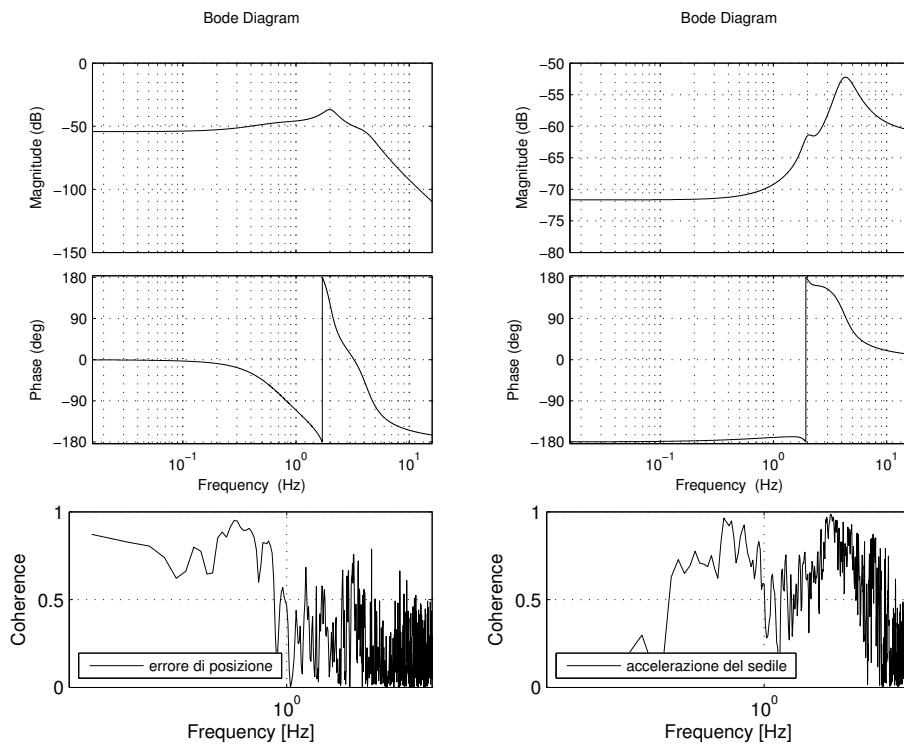 Bode Diagram
0
−50
−100
−150
Magnitude (dB)
180
90
0
−90
−180
Phase (deg)
10^−1
10^0
10^1
Frequency (Hz)
1
0.5
0
Coherence
errore di posizione
10^0
Frequency [Hz]
Bode Diagram
−50
−55
−60
−65
−70
−75
−80
Magnitude (dB)
180
90
0
−90
−180
Phase (deg)
10^−1
10^0
10^1
Frequency (Hz)
1
0.5
0
Coherence
accelerazione del sedile
10^0
Frequency [Hz]